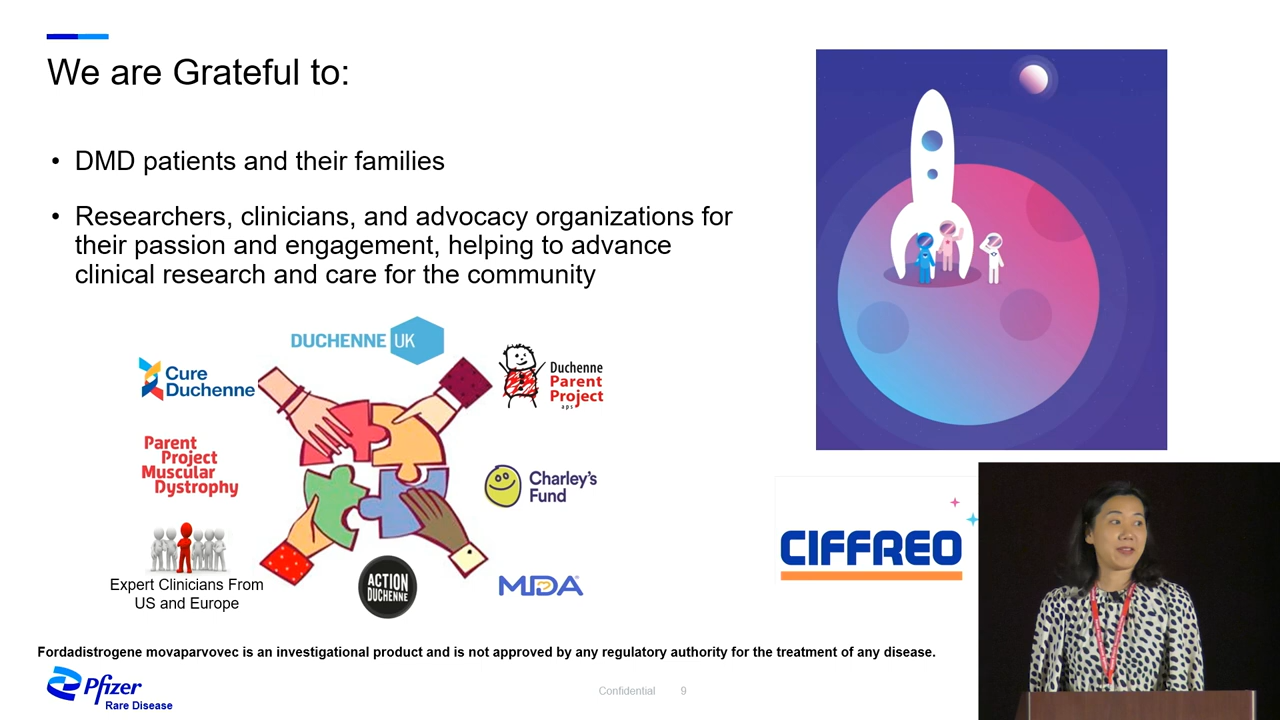 We are Grateful to:
• DMD patients and their families
• Researchers, clinicians, and advocacy organizations for
their passion and engagement, helping to advance
clinical research and care for the community
DUCHENNE UK
Cure
Duchenne
Duchenne
Parent
Project
aps
Parent
Project
Muscular
Dystrophy
Charley's
Fund
Expert Clinicians From
US and Europe
ACTION
DUCHENNE
MDA
CIFFREO
Fordadistrogene movaparvovec is an investigational product and is not approved by any regulatory authority for the treatment of any disease.
Pfizer
Rare Disease
Confidential 9